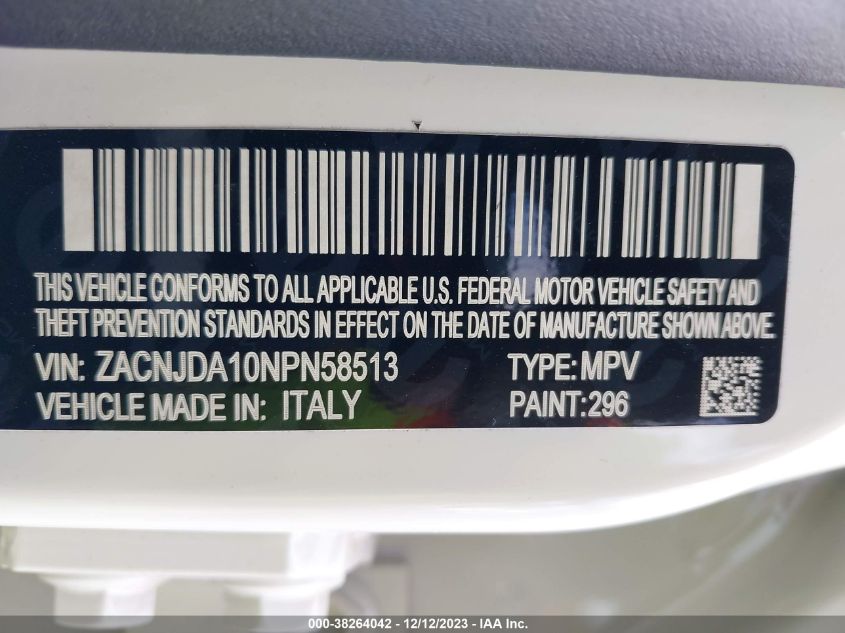 THIS VEHICLE CONFORMS TO ALL APPLICABLE U.S. FEDERAL MOTOR VEHICLE SAFETY AND
THEFT PREVENTION STANDARDS IN EFFECT ON THE DATE OF MANUFACTURE SHOWN ABOVE.
VIN: ZACNJDA10NPN58513 TYPE: MPV
VEHICLE MADE IN: ITALY PAINT: 296
000-38264042 - 12/12/2023 - IAA Inc.